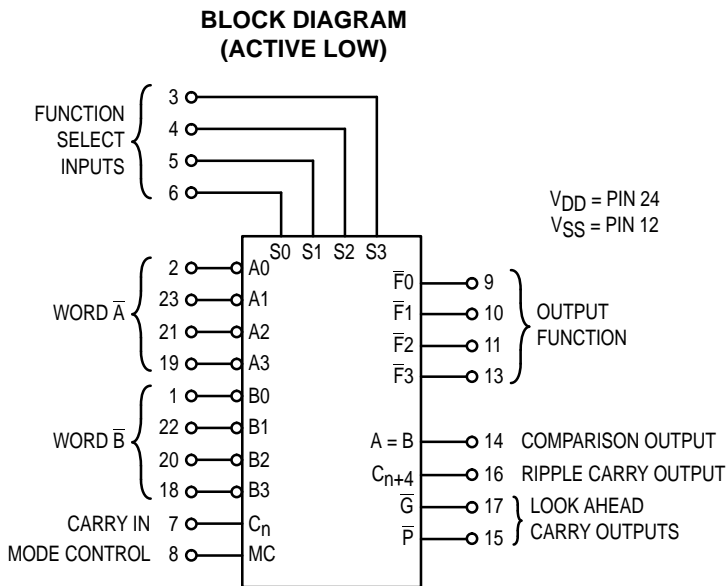 BLOCK DIAGRAM
(ACTIVE LOW)
FUNCTION
SELECT
INPUTS
3
4
5
6
V_DD = PIN 24
V_SS = PIN 12
S0 S1 S2 S3
WORD A̅
2 A0
23 A1
21 A2
19 A3
WORD B̅
1 B0
22 B1
20 B2
18 B3
CARRY IN 7 Cn
MODE CONTROL 8 MC
F̅0 9
F̅1 10
F̅2 11
F̅3 13
OUTPUT
FUNCTION
A = B 14 COMPARISON OUTPUT
Cn+4 16 RIPPLE CARRY OUTPUT
G̅ 17
P̅ 15
LOOK AHEAD
CARRY OUTPUTS